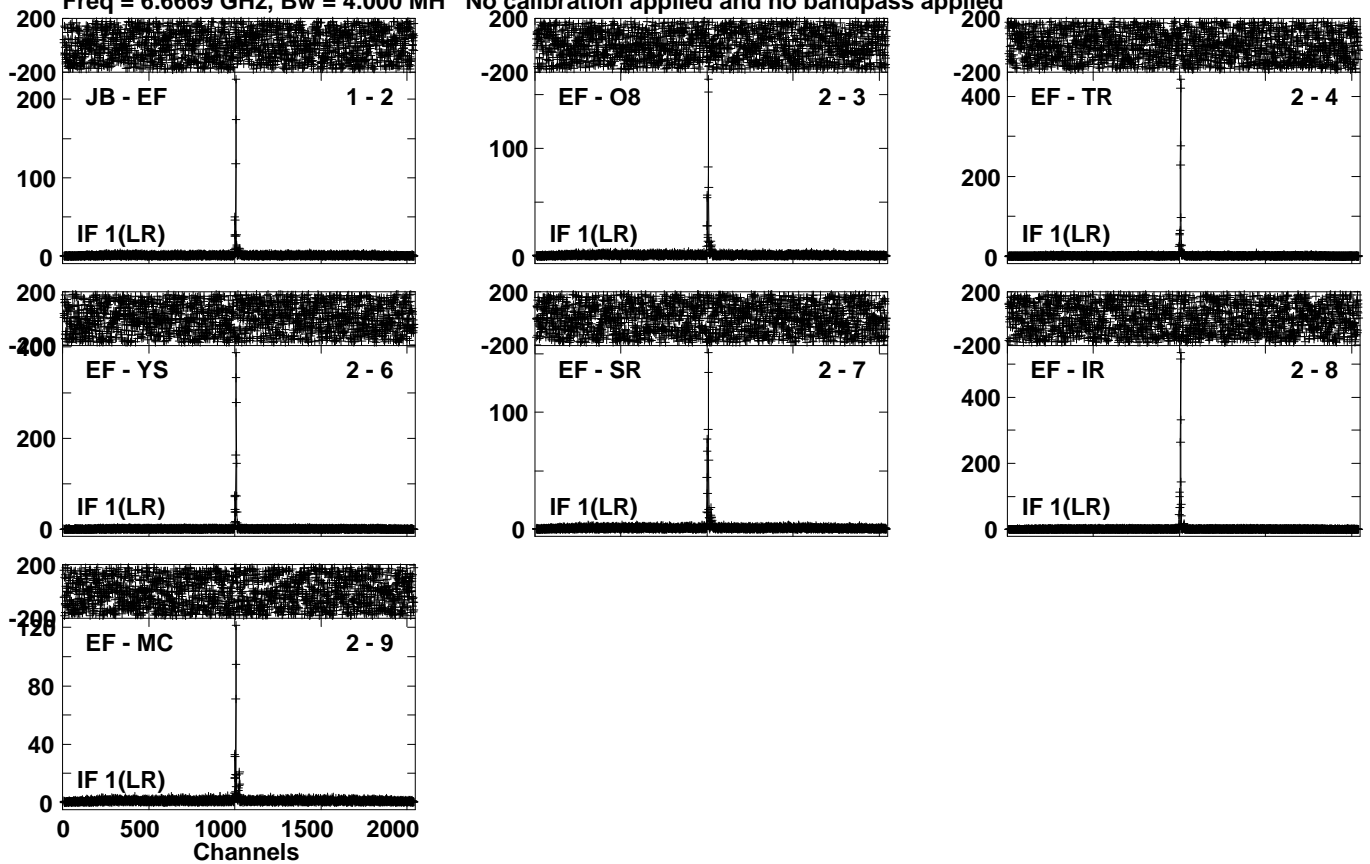 Freq = 6.6669 GHz, Bw = 4.000 MH No calibration applied and no bandpass applied
200 200 200
-200 -200 -200
JB - EF 1 - 2 EF - O8 2 - 3 EF - TR 2 - 4
200 400
100 100 200
IF 1(LR) IF 1(LR) IF 1(LR)
0 0 0
200 200 200
-200 -200 -200
400
EF - YS 2 - 6 EF - SR 2 - 7 EF - IR 2 - 8
200 100 400
200
IF 1(LR) IF 1(LR) IF 1(LR)
0 0 0
200
-200
120
EF - MC 2 - 9
80
40
IF 1(LR)
0
0 500 1000 1500 2000
Channels